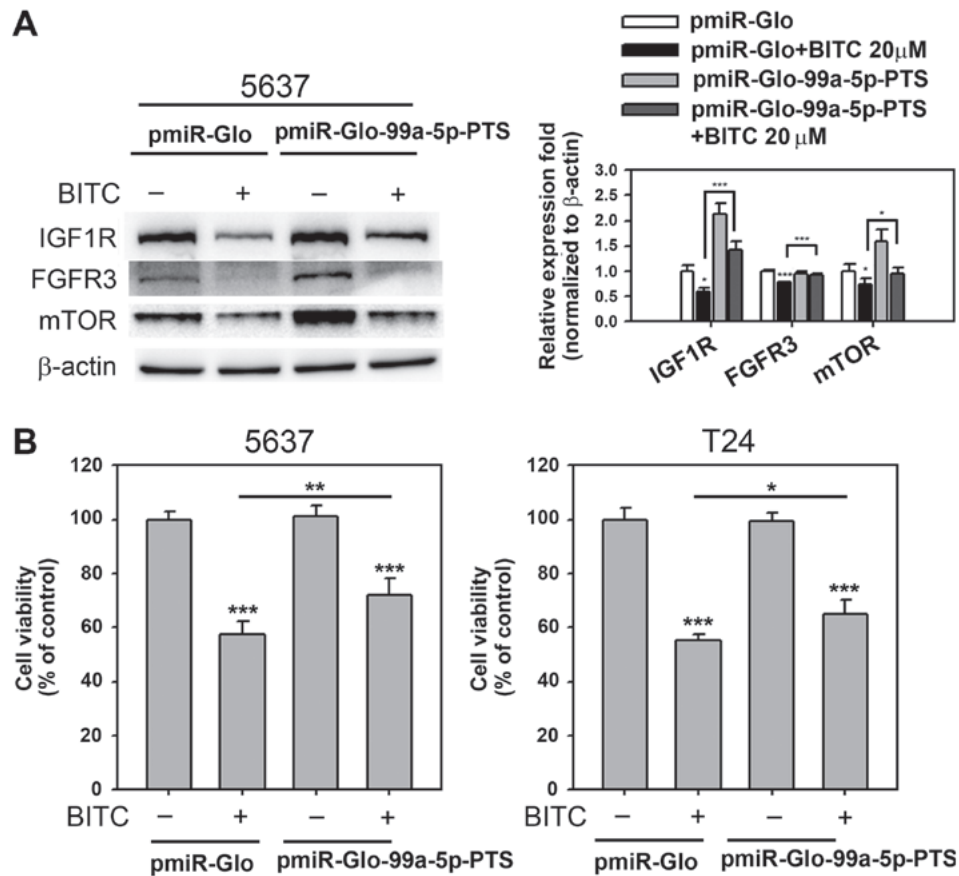 A
5637
pmiR-Glo pmiR-Glo-99a-5p-PTS
BITC − + − +
IGF1R
FGFR3
mTOR
β-actin
pmiR-Glo
pmiR-Glo+BITC 20μM
pmiR-Glo-99a-5p-PTS
pmiR-Glo-99a-5p-PTS
+BITC 20 μM
Relative expression fold
(normalized to β-actin)
3.0
2.5
2.0
1.5
1.0
0.5
0.0
*** *** *
* *** *
IGF1R FGFR3 mTOR
B
5637
Cell viability
(% of control)
120
100
80
60
40
20
0
**
*** ***
BITC − + − +
pmiR-Glo pmiR-Glo-99a-5p-PTS
T24
Cell viability
(% of control)
120
100
80
60
40
20
0
*
*** ***
BITC − + − +
pmiR-Glo pmiR-Glo-99a-5p-PTS